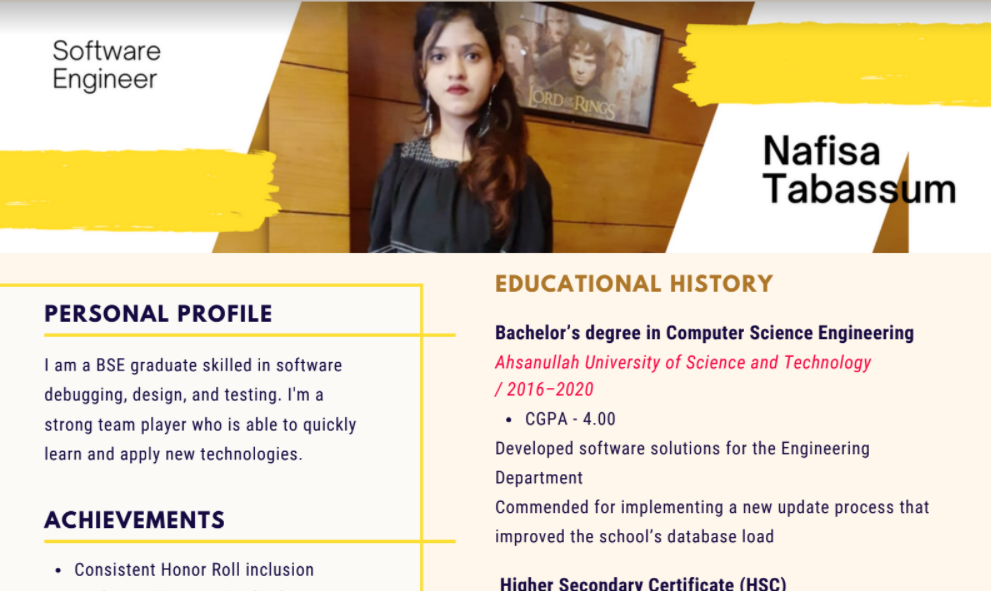 Software
Engineer
LORD OF THE RINGS
Nafisa
Tabassum
PERSONAL PROFILE
I am a BSE graduate skilled in software
debugging, design, and testing. I'm a
strong team player who is able to quickly
learn and apply new technologies.
ACHIEVEMENTS
Consistent Honor Roll inclusion
EDUCATIONAL HISTORY
Bachelor’s degree in Computer Science Engineering
Ahsanullah University of Science and Technology
/ 2016–2020
• CGPA - 4.00
Developed software solutions for the Engineering
Department
Commended for implementing a new update process that
improved the school’s database load
Higher Secondary Certificate (HSC)